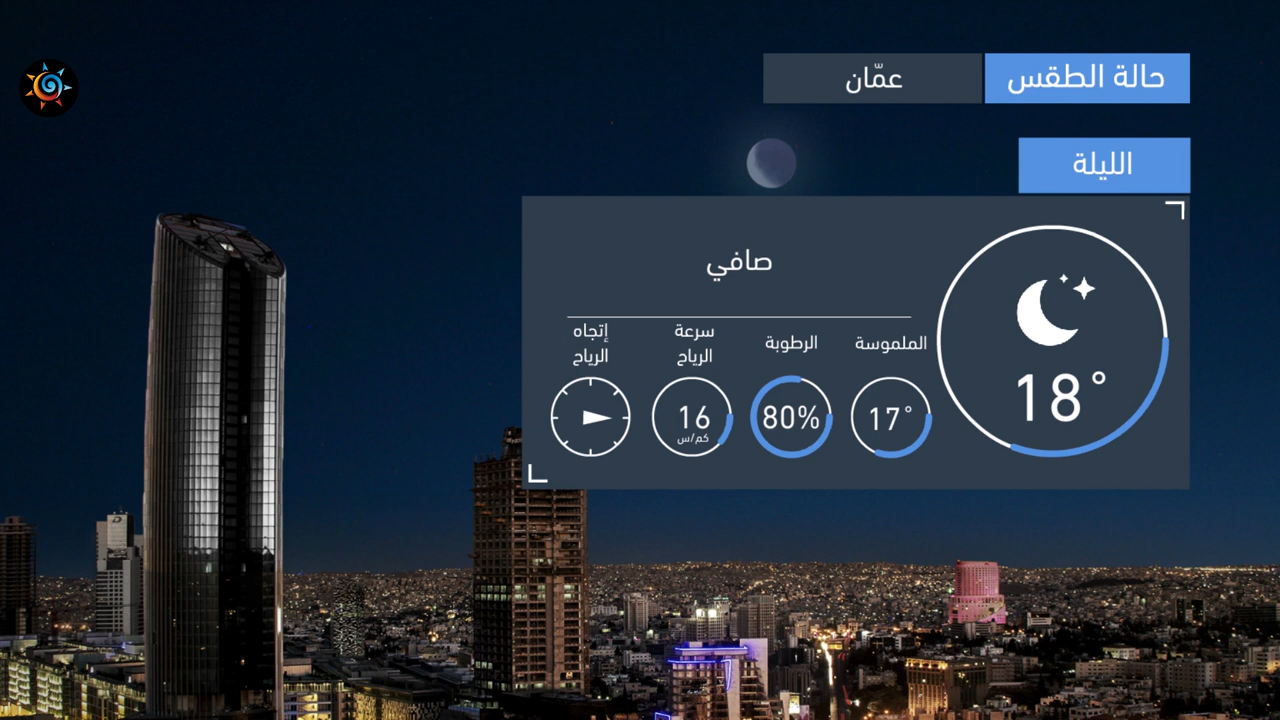 حالة الطقس
عمّان
الليلة
صافي
18°
الملموسة
17°
الرطوبة
80%
سرعة
الرياح
16
كم/س
إتجاه
الرياح